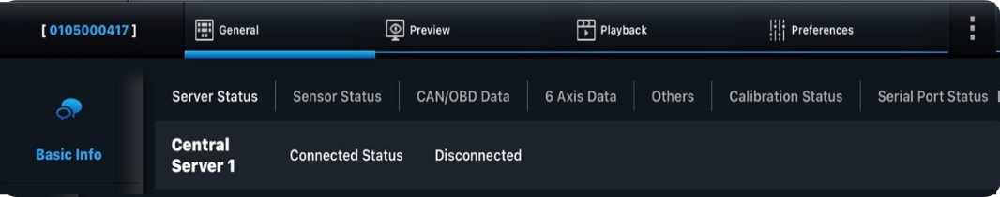 [ 0105000417 ] General Preview Playback Preferences
Server Status Sensor Status CAN/OBD Data 6 Axis Data Others Calibration Status Serial Port Status
Basic Info
Central
Server 1
Connected Status Disconnected